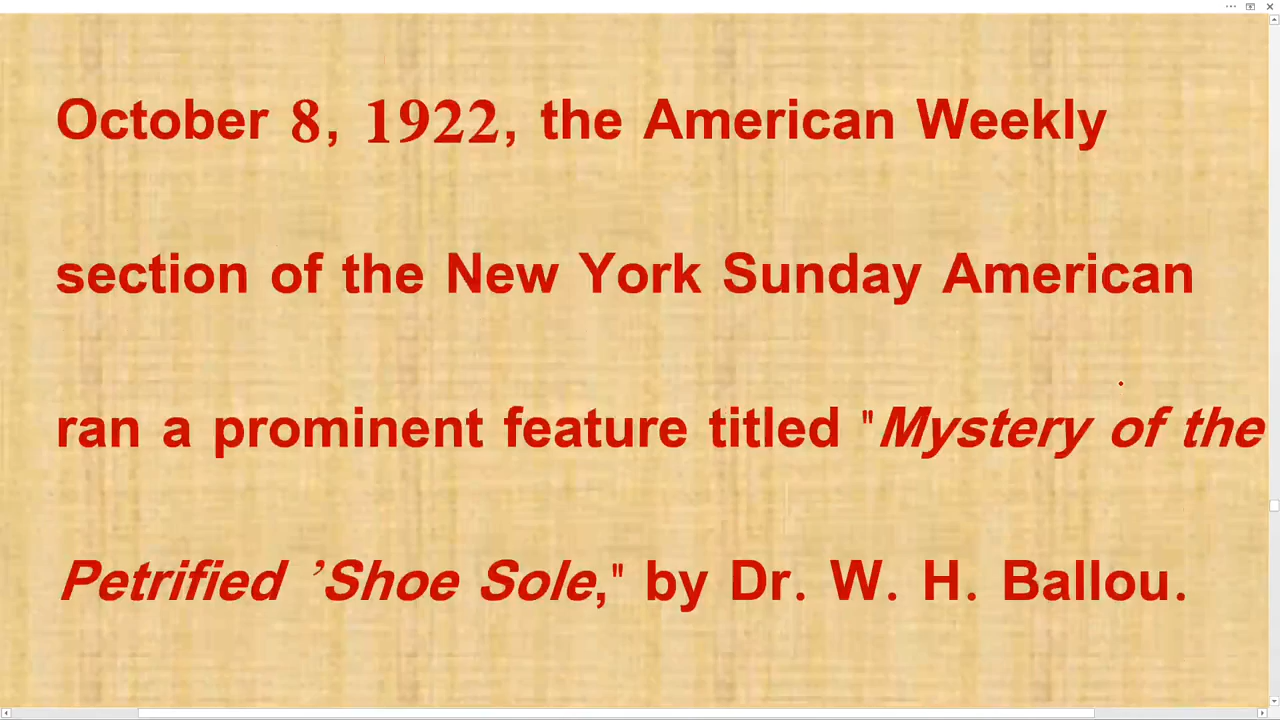 October 8, 1922, the American Weekly
section of the New York Sunday American
ran a prominent feature titled "Mystery of the
Petrified ’Shoe Sole," by Dr. W. H. Ballou.